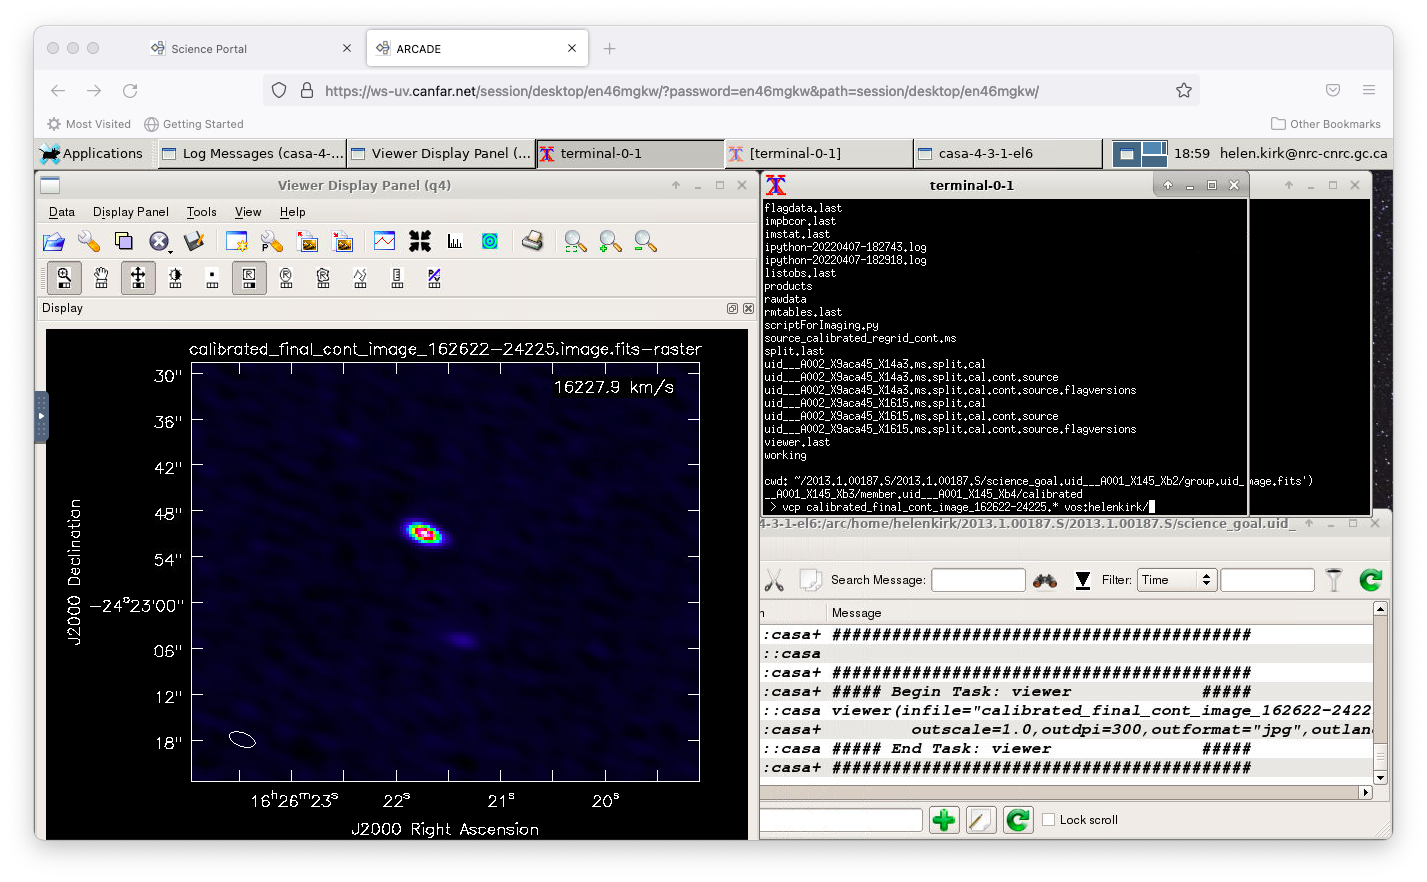 Science Portal
ARCADE
https://ws-uv.canfar.net/session/desktop/en46mgkw/?password=en46mgkw&path=session/desktop/en46mgkw/
Most Visited
Getting Started
Other Bookmarks
Applications
Log Messages (casa-4-...
Viewer Display Panel (...
terminal-0-1
[terminal-0-1]
casa-4-3-1-el6
18:59
helen.kirk@nrc-cnrc.gc.ca
Viewer Display Panel (q4)
Data Display Panel Tools View Help
Display
calibrated_final_cont_image_162622-24225.image.fits-raster
16227.9 km/s
30"
36"
42"
48"
54"
-24°23'00"
06"
12"
18"
J2000 Declination
16h26m23s 22s 21s 20s
J2000 Right Ascension
terminal-0-1
flagdata.last
impbcor.last
imstat.last
ipython-20220407-182743.log
ipython-20220407-182918.log
listobs.last
products
rawdata
rmtables.last
scriptForImaging.py
source_calibrated_regrid_cont.ms
split.last
uid___A002_X9aca45_X14a3.ms.split.cal
uid___A002_X9aca45_X14a3.ms.split.cal.cont.source
uid___A002_X9aca45_X14a3.ms.split.cal.cont.source.flagversions
uid___A002_X9aca45_X1615.ms.split.cal
uid___A002_X9aca45_X1615.ms.split.cal.cont.source
uid___A002_X9aca45_X1615.ms.split.cal.cont.source.flagversions
viewer.last
working
cwd: ~/2013.1.00187.S/2013.1.00187.S/science_goal.uid___A001_X145_Xb2/group.uid_mage.fits')
__A001_X145_Xb3/member.uid___A001_X145_Xb4/calibrated
> vcp calibrated_final_cont_image_162622-24225.* vos:helenkirk/
4-3-1-el6:/arc/home/helenkirk/2013.1.00187.S/2013.1.00187.S/science_goal.uid_
Search Message:
Filter: Time
Message
:casa+ ##########################################
::casa
:casa+ ##########################################
:casa+ ##### Begin Task: viewer #####
::casa viewer(infile="calibrated_final_cont_image_162622-2422
:casa+ outscale=1.0,outdpi=300,outformat="jpg",outlan
::casa ##### End Task: viewer #####
:casa+ ##########################################
Lock scroll